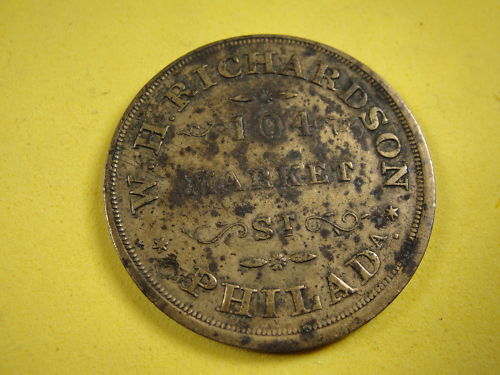 W. H. RICHARDSON
104
MARKET
ST
PHILADA.